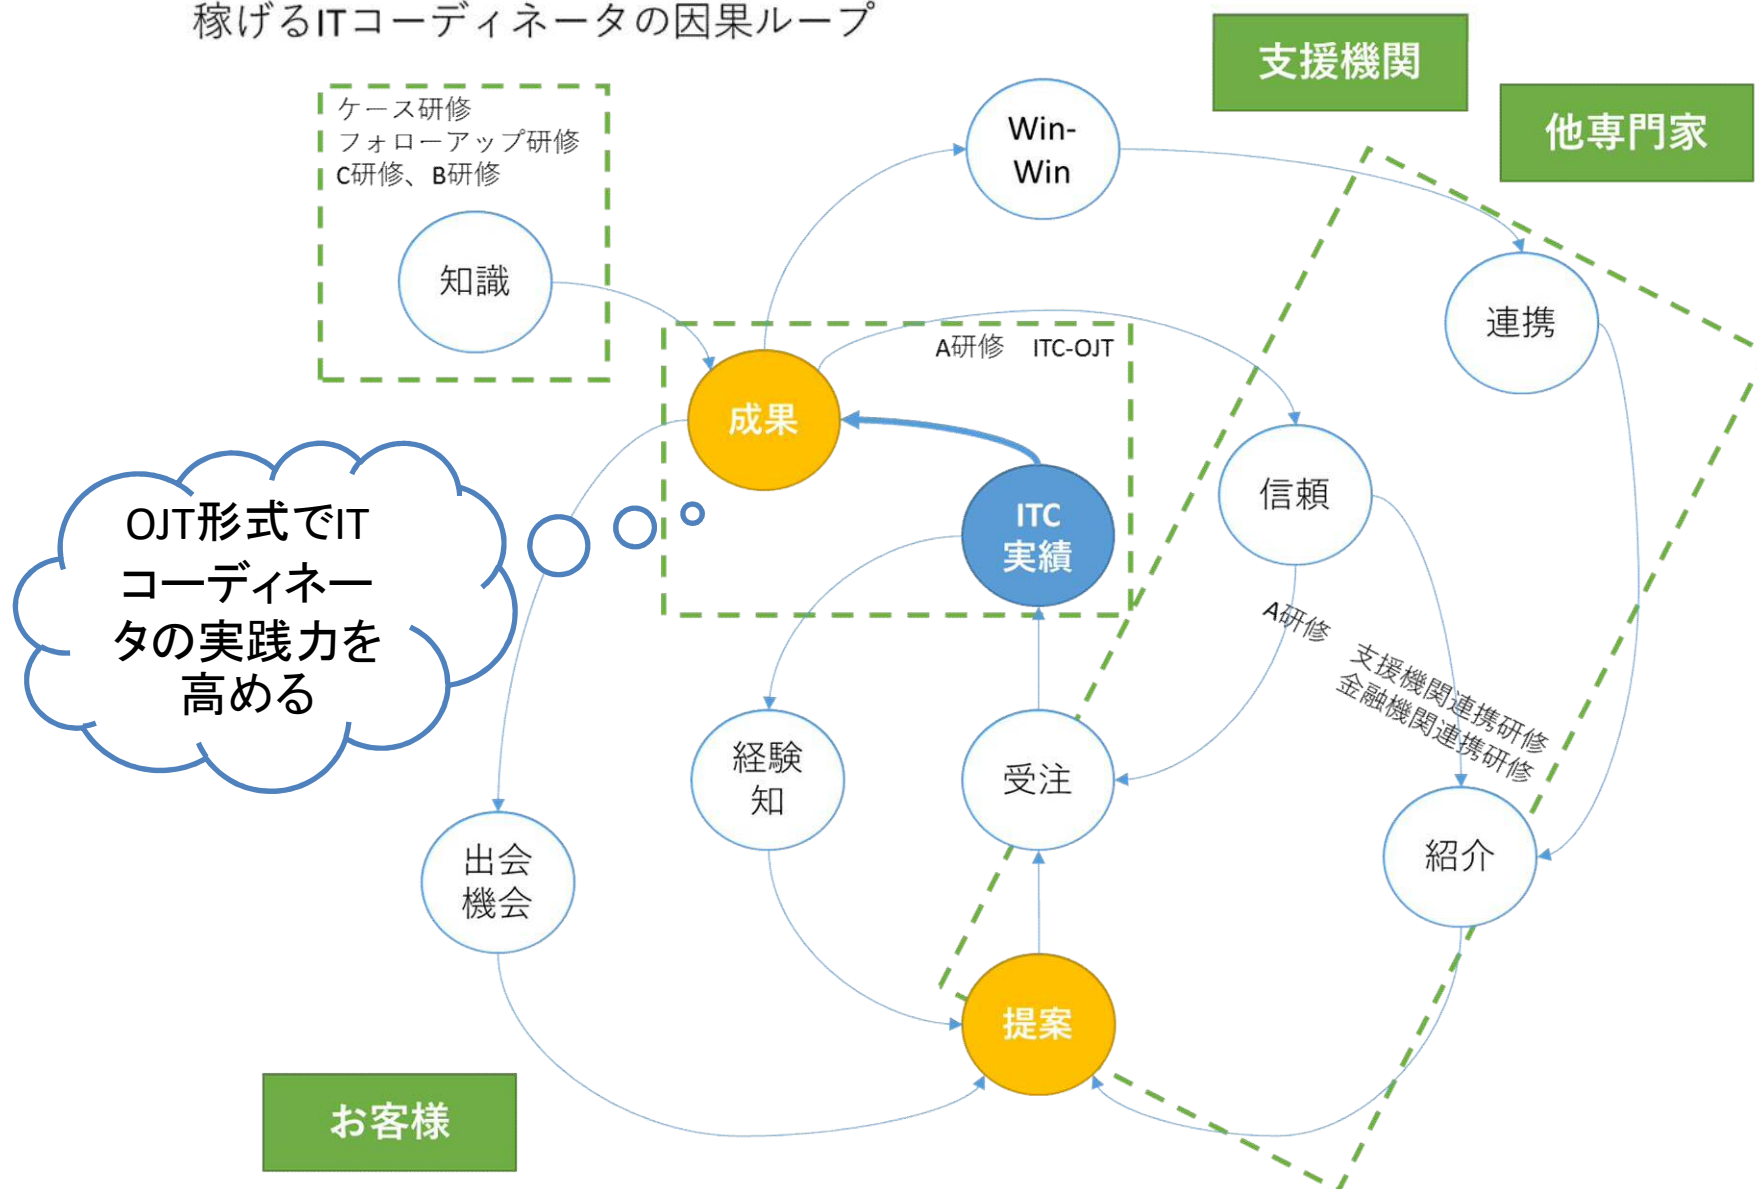 稼げるITコーディネータの因果ループ
支援機関
他専門家
ケース研修
フォローアップ研修
C研修、B研修
知識
Win-
Win
連携
A研修　ITC-OJT
成果
ITC
実績
信頼
OJT形式でIT
コーディネー
タの実践力を
高める
A研修　支援機関連携研修
金融機関連携研修
経験
知
受注
出会
機会
紹介
提案
お客様